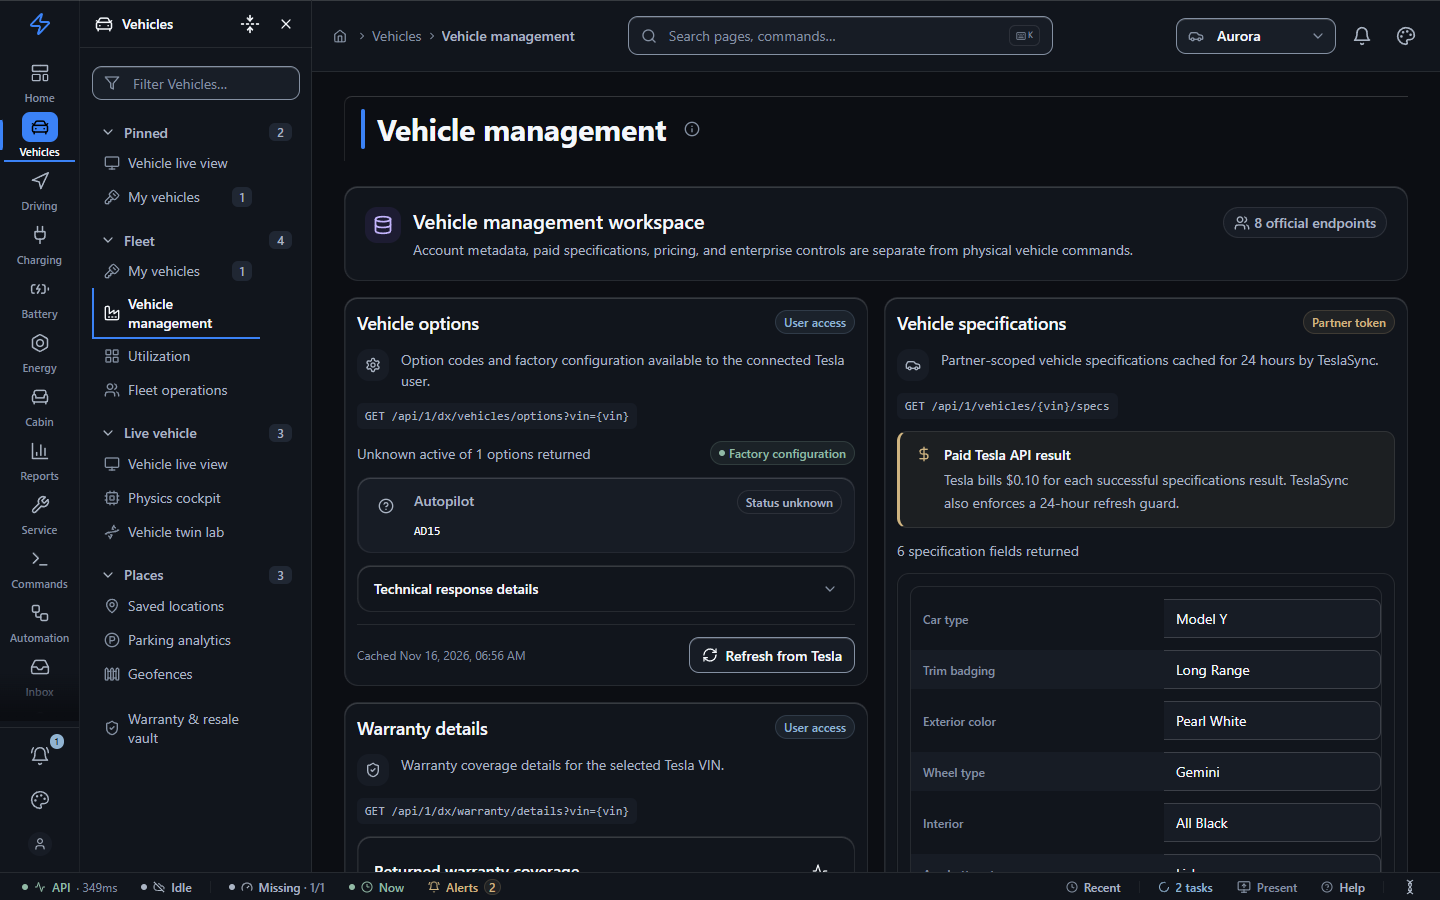 Home
Vehicles
Driving
Charging
Battery
Energy
Cabin
Reports
Service
Commands
Automation
Inbox
1
Vehicles
Filter Vehicles...
Pinned 2
Vehicle live view
My vehicles 1
Fleet 4
My vehicles 1
Vehicle
management
Utilization
Fleet operations
Live vehicle 3
Vehicle live view
Physics cockpit
Vehicle twin lab
Places 3
Saved locations
Parking analytics
Geofences
Warranty & resale
vault
Vehicles Vehicle management
Search pages, commands... K
Aurora
Vehicle management
Vehicle management workspace
8 official endpoints
Account metadata, paid specifications, pricing, and enterprise controls are separate from physical vehicle commands.
Vehicle options
User access
Option codes and factory configuration available to the connected Tesla
user.
GET /api/1/dx/vehicles/options?vin={vin}
Unknown active of 1 options returned
Factory configuration
Autopilot
Status unknown
AD15
Technical response details
Cached Nov 16, 2026, 06:56 AM
Refresh from Tesla
Warranty details
User access
Warranty coverage details for the selected Tesla VIN.
GET /api/1/dx/warranty/details?vin={vin}
Returned warranty coverage
Vehicle specifications
Partner token
Partner-scoped vehicle specifications cached for 24 hours by TeslaSync.
GET /api/1/vehicles/{vin}/specs
Paid Tesla API result
Tesla bills $0.10 for each successful specifications result. TeslaSync
also enforces a 24-hour refresh guard.
6 specification fields returned
Car type Model Y
Trim badging Long Range
Exterior color Pearl White
Wheel type Gemini
Interior All Black
API · 349ms
Idle
Missing · 1/1
Now
Alerts 2
Recent
2 tasks
Present
Help